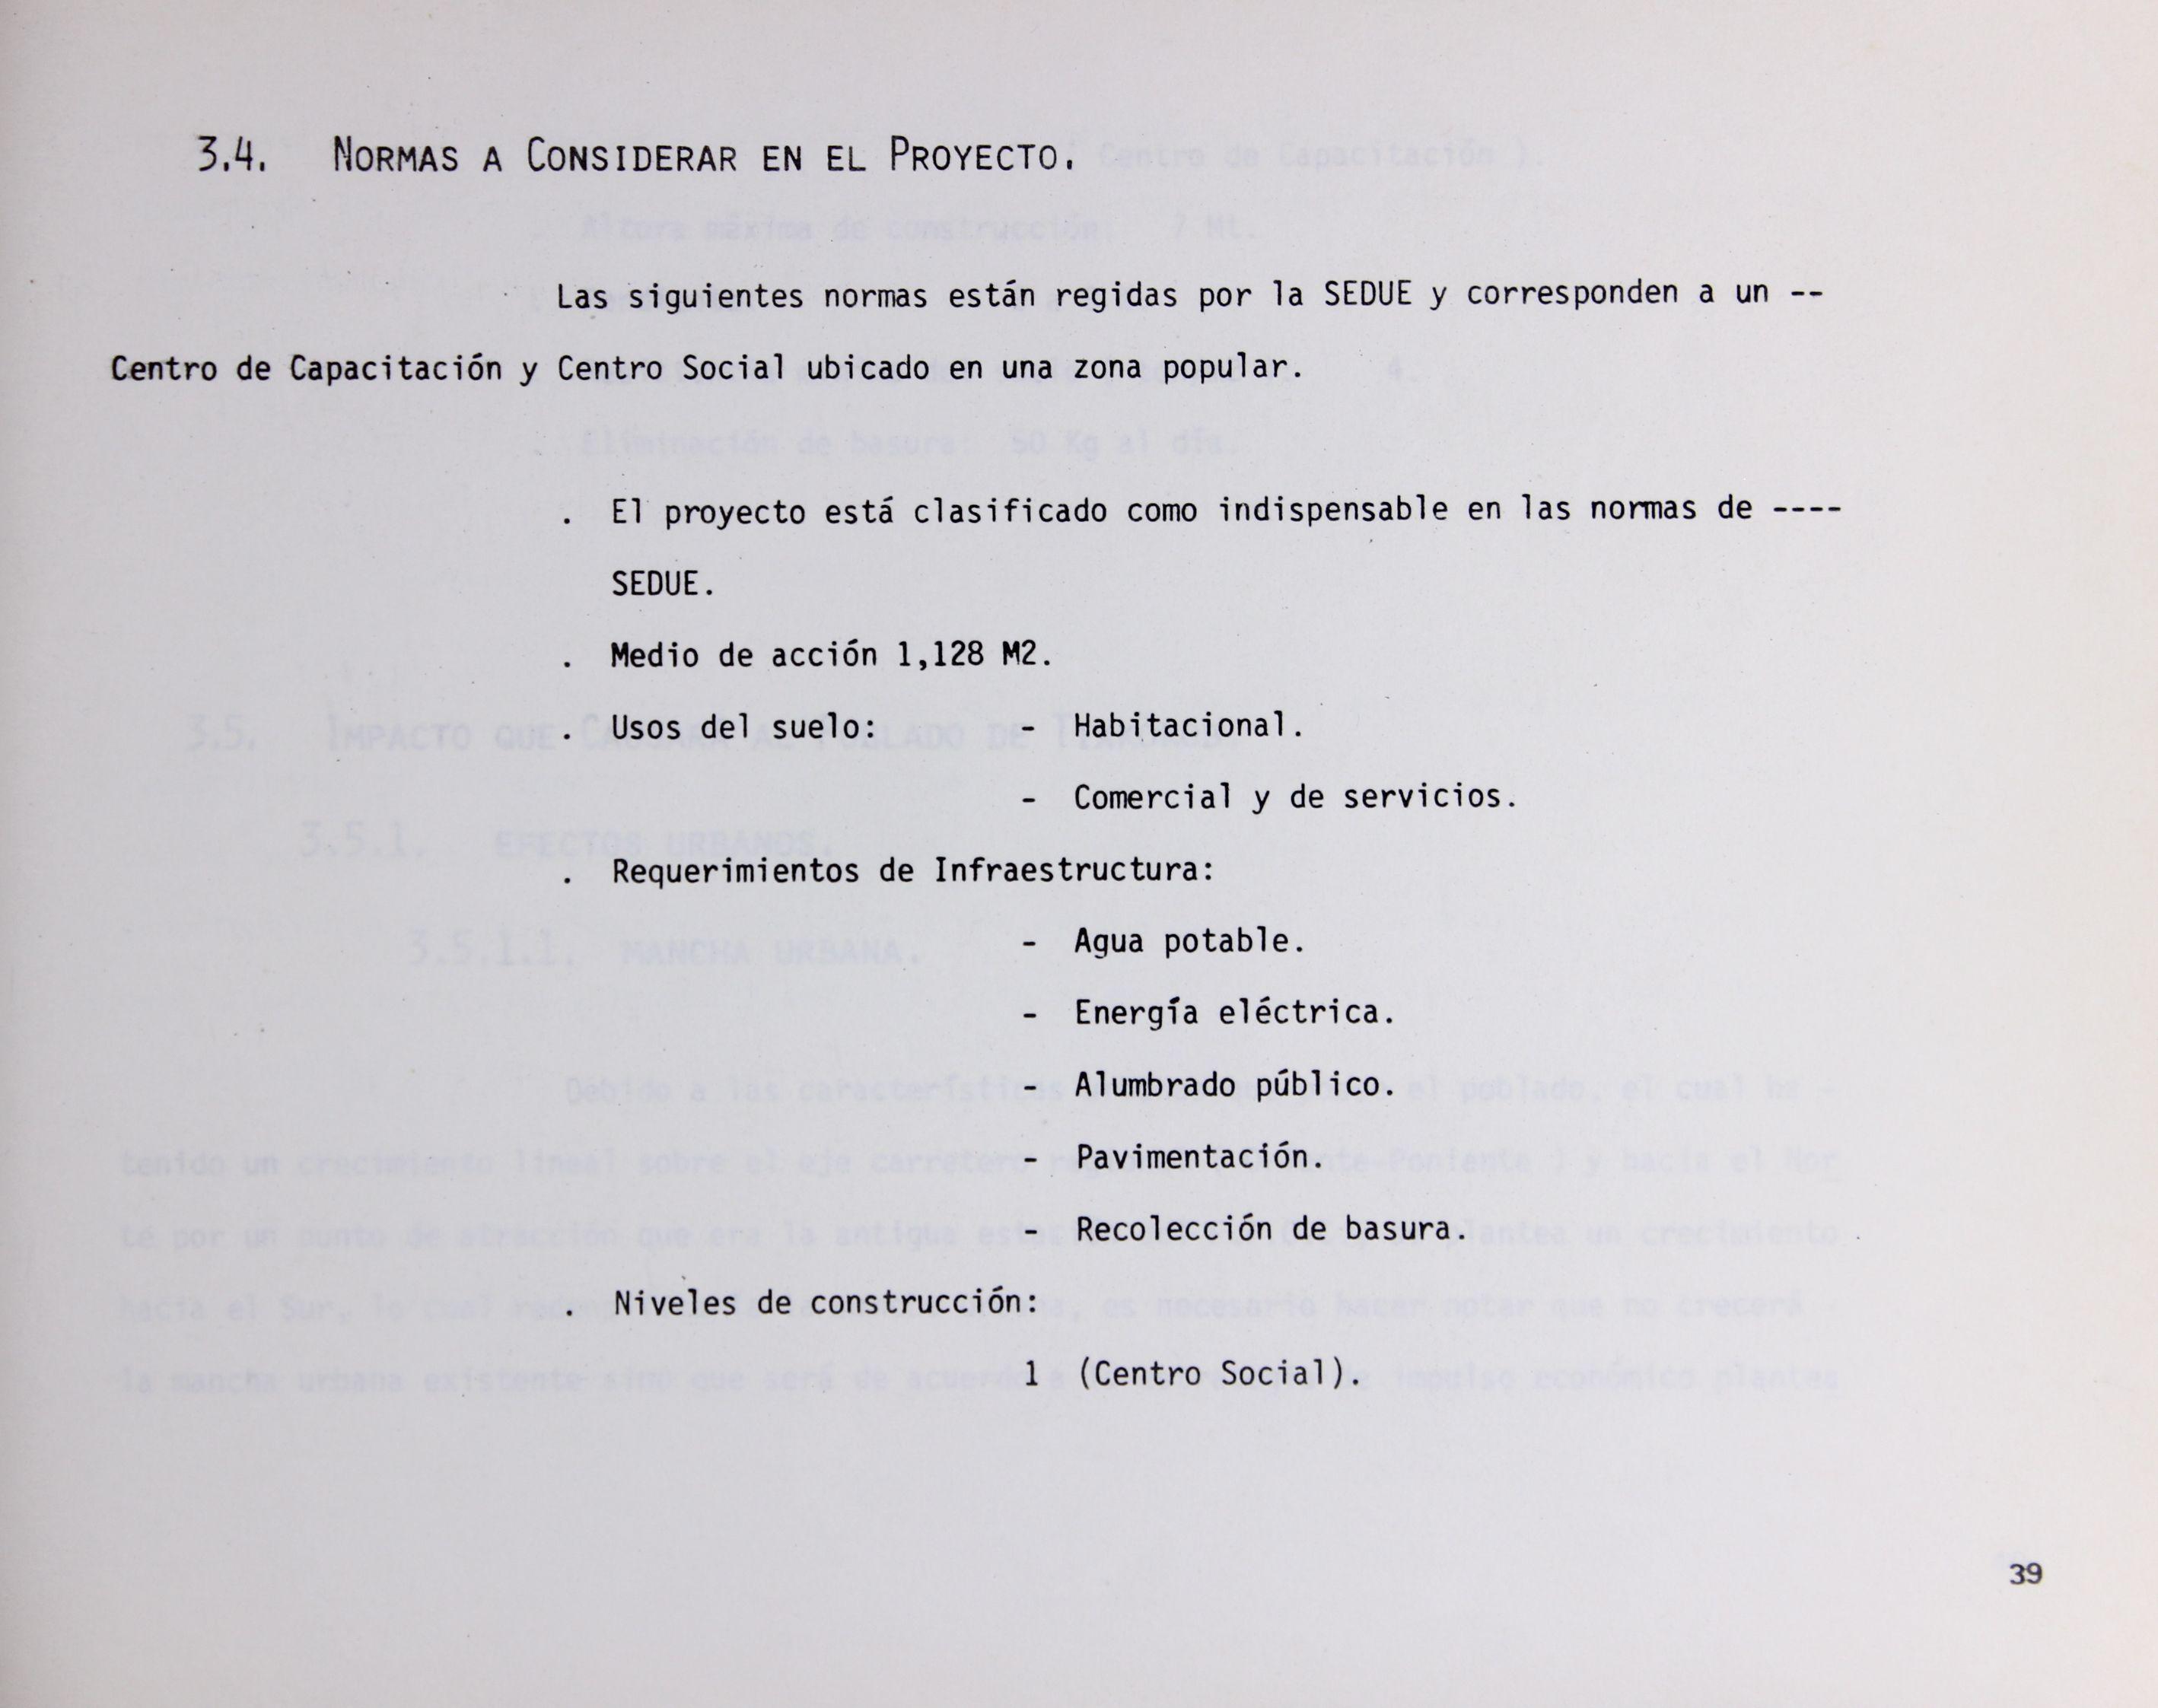 3.4. NORMAS A CONSIDERAR EN EL PROYECTO.
Las siguientes normas están regidas por la SEDUE y corresponden a un --
Centro de Capacitación y Centro Social ubicado en una zona popular.
. El proyecto está clasificado como indispensable en las normas de ----
SEDUE.
. Medio de acción 1,128 M2.
. Usos del suelo: - Habitacional.
- Comercial y de servicios.
. Requerimientos de Infraestructura:
- Agua potable.
- Energía eléctrica.
- Alumbrado público.
- Pavimentación.
- Recolección de basura.
. Niveles de construcción:
1 (Centro Social).
39